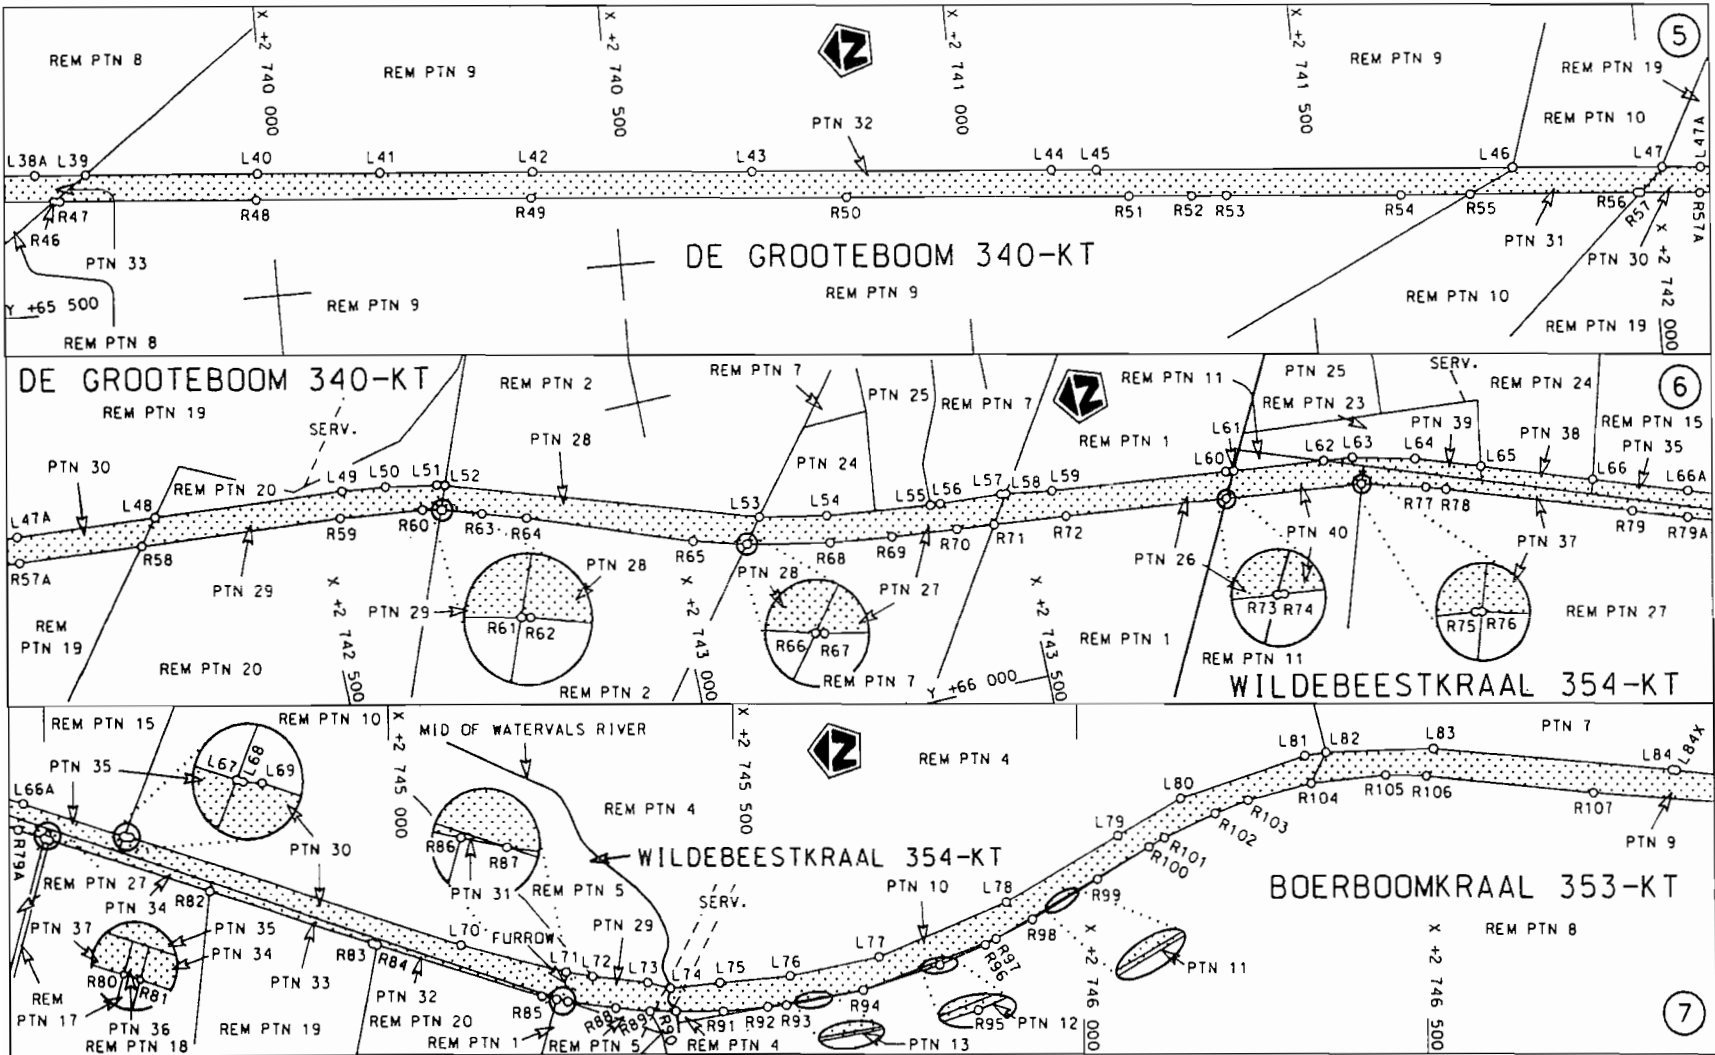 REM PTN 8
X +2 740 000
REM PTN 9
X +2 740 500
N
X +2 741 000
X +2 741 500
REM PTN 9
REM PTN 19
5
PTN 32
REM PTN 10
L38A L39 L40 L41 L42 L43 L44 L45 L46 L47 L47A
R46 R47 R48 R49 R50 R51 R52 R53 R54 R55 R56 R57 R57A
PTN 33
DE GROOTEBOOM 340-KT
PTN 31
PTN 30
X +2 742 000
Y +65 500
REM PTN 9
REM PTN 9
REM PTN 10
REM PTN 8
REM PTN 19
DE GROOTEBOOM 340-KT
REM PTN 19
SERV.
REM PTN 2
REM PTN 7
PTN 25
REM PTN 7
N
REM PTN 11
PTN 25
REM PTN 23
SERV.
REM PTN 24
6
REM PTN 15
PTN 30
REM PTN 20
PTN 28
PTN 24
REM PTN 1
PTN 39
PTN 38
PTN 35
L47A L48 L49 L50 L51 L52 L53 L54 L55 L56 L57 L58 L59 L60 L61 L62 L63 L64 L65 L66 L66A
R57A R58 R59 R60 R63 R64 R65 R68 R69 R70 R71 R72 R77 R78 R79 R79A
PTN 29
X +2 742 500
PTN 29
PTN 28
R61 R62
X +2 743 000
PTN 28
PTN 27
R66 R67
X +2 743 500
PTN 26
PTN 40
R73 R74
PTN 37
R75 R76
REM PTN 19
REM PTN 20
REM PTN 2
REM PTN 7
Y +66 000
REM PTN 1
REM PTN 11
REM PTN 27
WILDEBEESTKRAAL 354-KT
REM PTN 15
REM PTN 10
X +2 745 000
MID OF WATERVALS RIVER
X +2 745 500
N
REM PTN 4
PTN 7
PTN 35
L67 L68 L69
REM PTN 4
L66A L70 L71 L72 L73 L74 L75 L76 L77 L78 L79 L80 L81 L82 L83 L84 L84X
PTN 30
R86 R87
PTN 31
WILDEBEESTKRAAL 354-KT
REM PTN 5
PTN 10
PTN 9
R79A
REM PTN 27
PTN 34
R82
BOERBOOMKRAAL 353-KT
SERV.
FURROW
PTN 29
PTN 37
PTN 35
PTN 34
R80 R81
PTN 33
R83 R84
PTN 32
R85 R88 R89 R90 R91 R92 R93 R94 R96 R97 R98 R99 R100 R101 R102 R103 R104 R105 R106 R107
REM PTN 8
PTN 11
X +2 746 000
X +2 746 500
R95
PTN 12
PTN 13
REM PTN 17
PTN 36
REM PTN 18
REM PTN 19
REM PTN 20
REM PTN 1
REM PTN 5
REM PTN 4
7